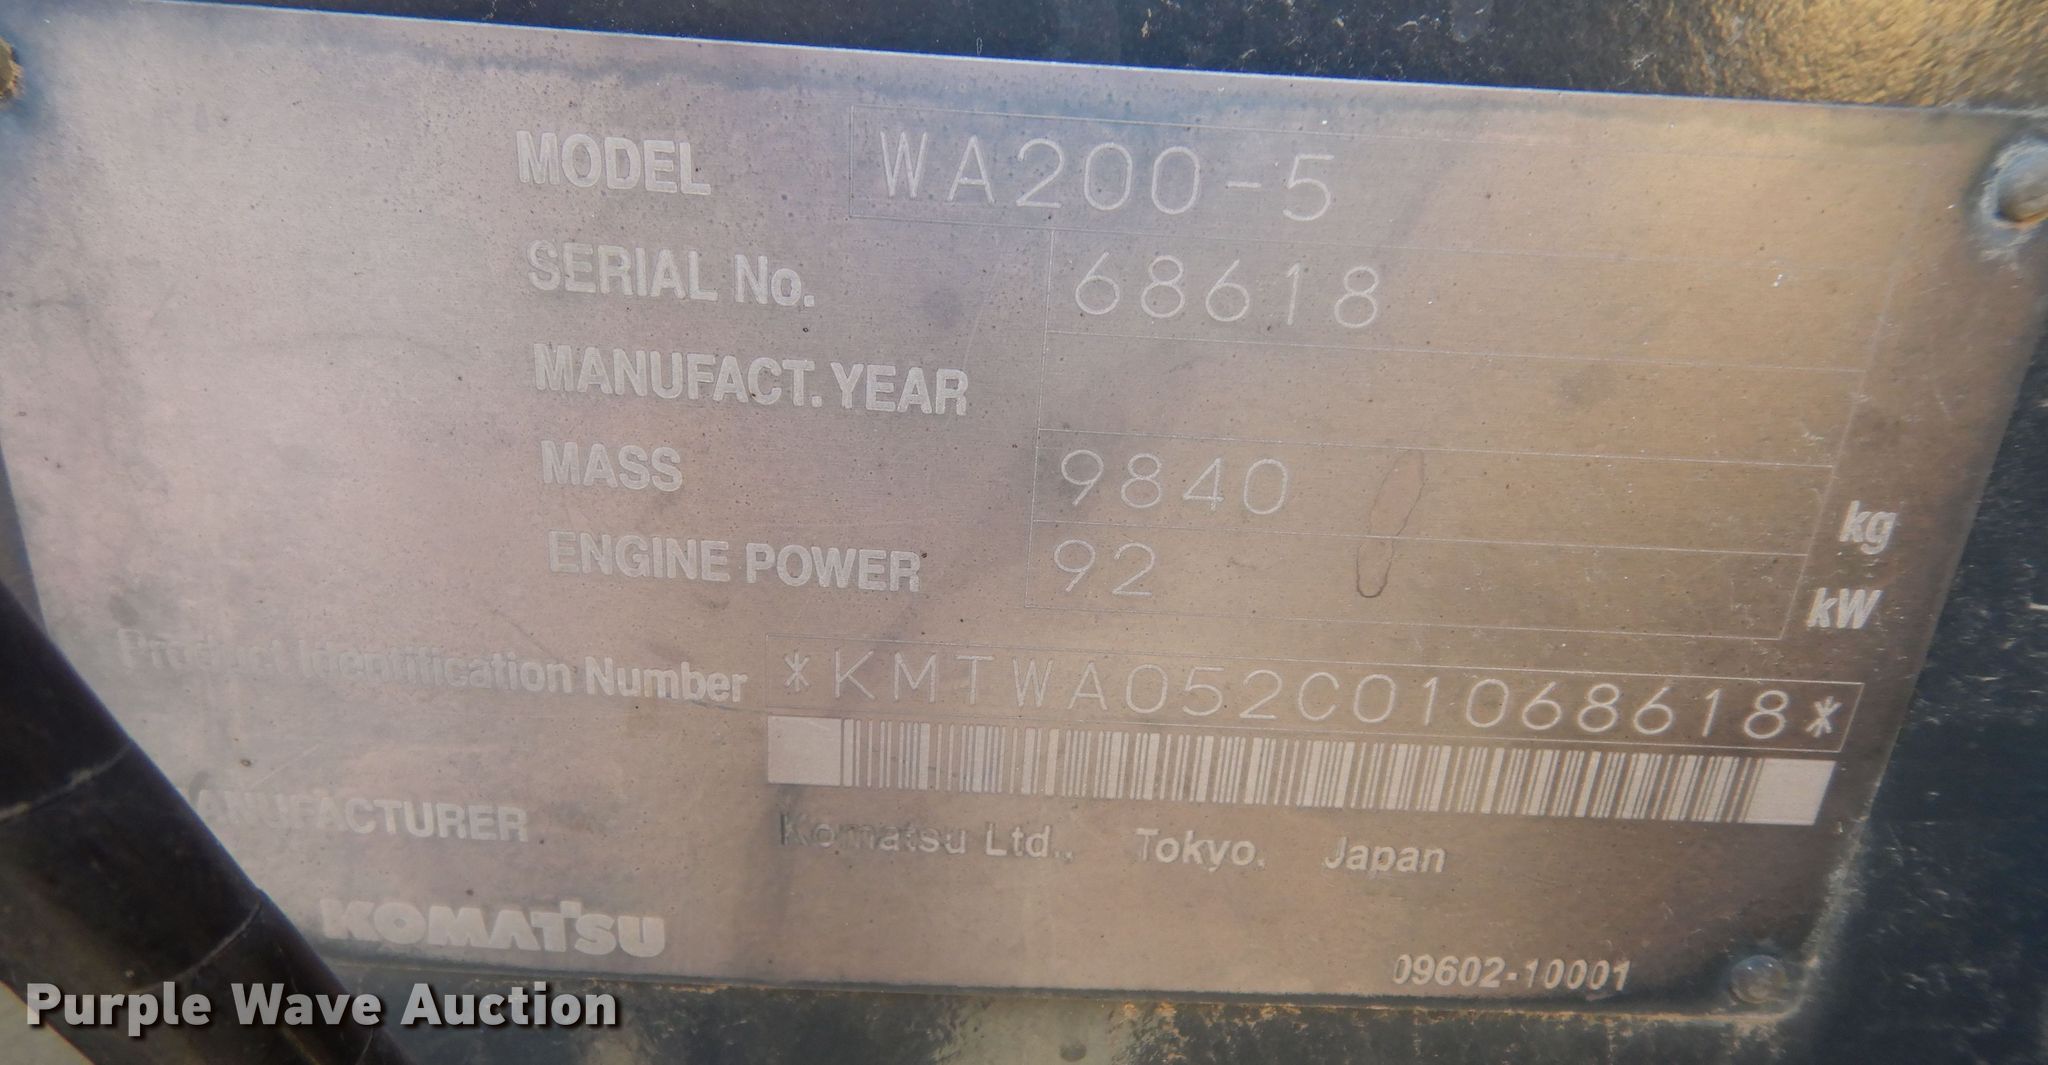 MODEL WA200-5
SERIAL No. 68618
MANUFACT. YEAR
MASS 9840 kg
ENGINE POWER 92 kW
Product Identification Number *KMTWA052C01068618*
MANUFACTURER Komatsu Ltd., Tokyo, Japan
KOMATSU
09602-10001
Purple Wave Auction